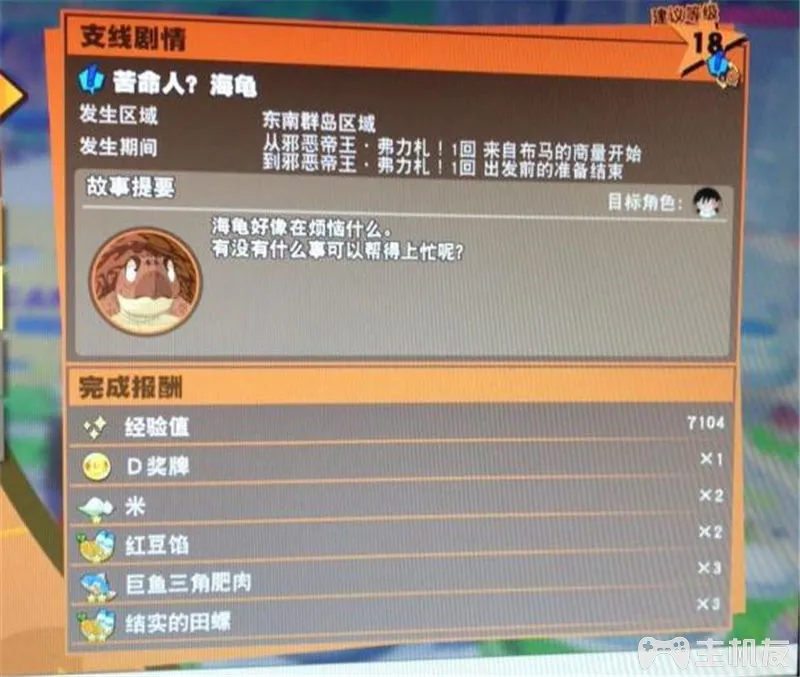 建议等级
支线剧情
18
苦命人？海龟
发生区域 东南群岛区域
发生期间 从邪恶帝王·弗力札！1回 来自布马的商量开始
到邪恶帝王·弗力札！1回 出发前的准备结束
故事提要
目标角色：
海龟好像在烦恼什么。
有没有什么事可以帮得上忙呢？
完成报酬
经验值 7104
D奖牌 ×1
米 ×2
红豆馅 ×2
巨鱼三角肥肉 ×3
结实的田螺 ×3
主机友